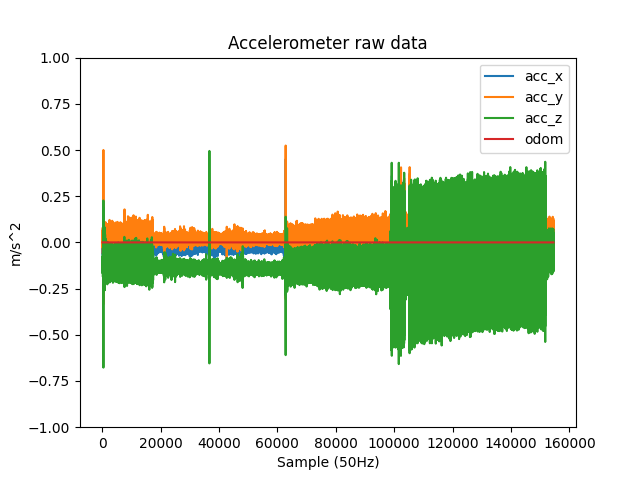 Accelerometer raw data
1.00
0.75
0.50
0.25
0.00
−0.25
−0.50
−0.75
−1.00
m/s^2
acc_x
acc_y
acc_z
odom
0 20000 40000 60000 80000 100000 120000 140000 160000
Sample (50Hz)